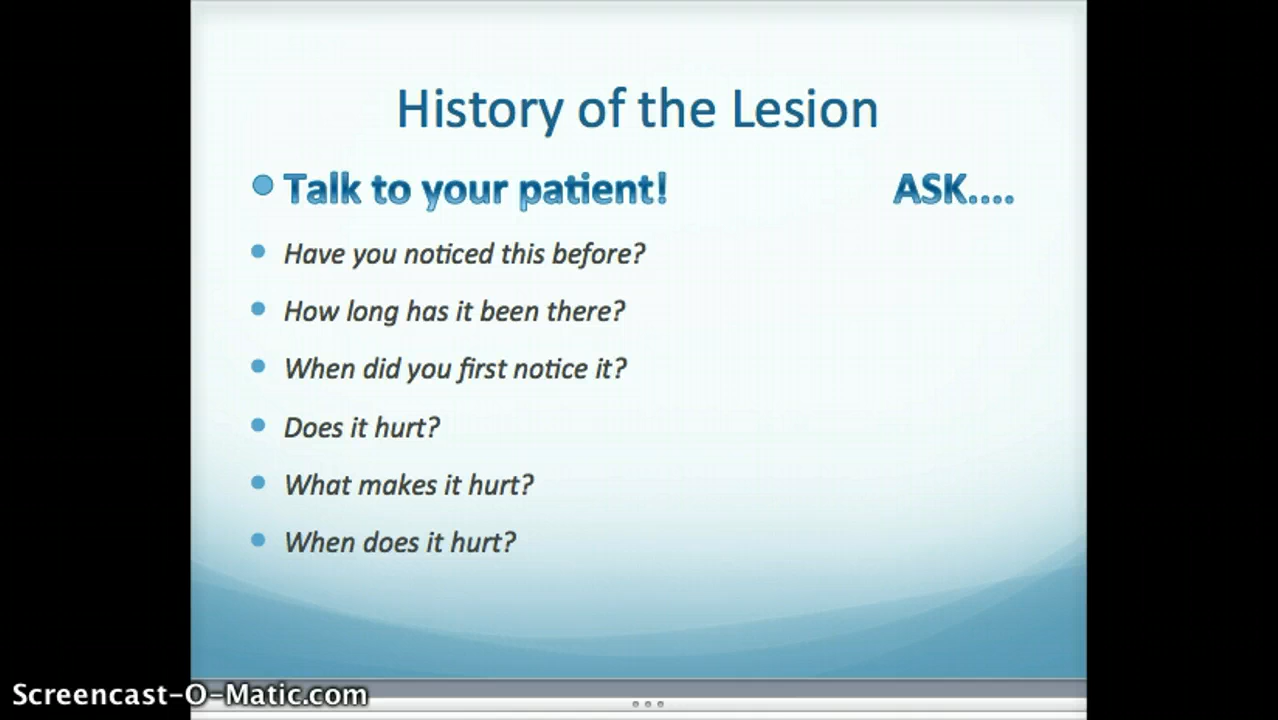 History of the Lesion
Talk to your patient! ASK....
Have you noticed this before?
How long has it been there?
When did you first notice it?
Does it hurt?
What makes it hurt?
When does it hurt?
Screencast-O-Matic.com